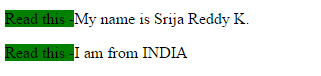 Read this -My name is Srija Reddy K.
Read this -I am from INDIA